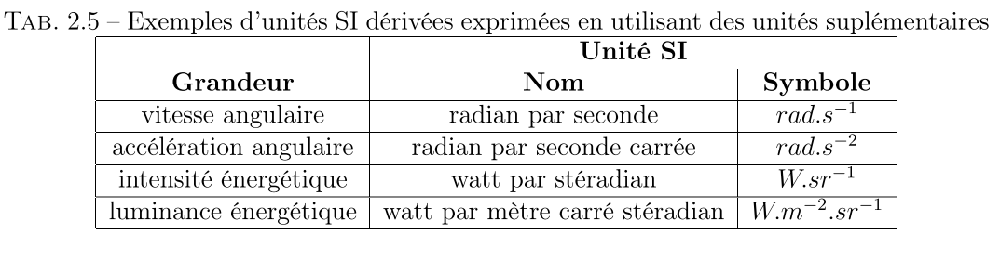 TAB. 2.5 – Exemples d'unités SI dérivées exprimées en utilisant des unités suplémentaires
Unité SI
Grandeur Nom Symbole
vitesse angulaire radian par seconde rad.s⁻¹
accélération angulaire radian par seconde carrée rad.s⁻²
intensité énergétique watt par stéradian W.sr⁻¹
luminance énergétique watt par mètre carré stéradian W.m⁻².sr⁻¹